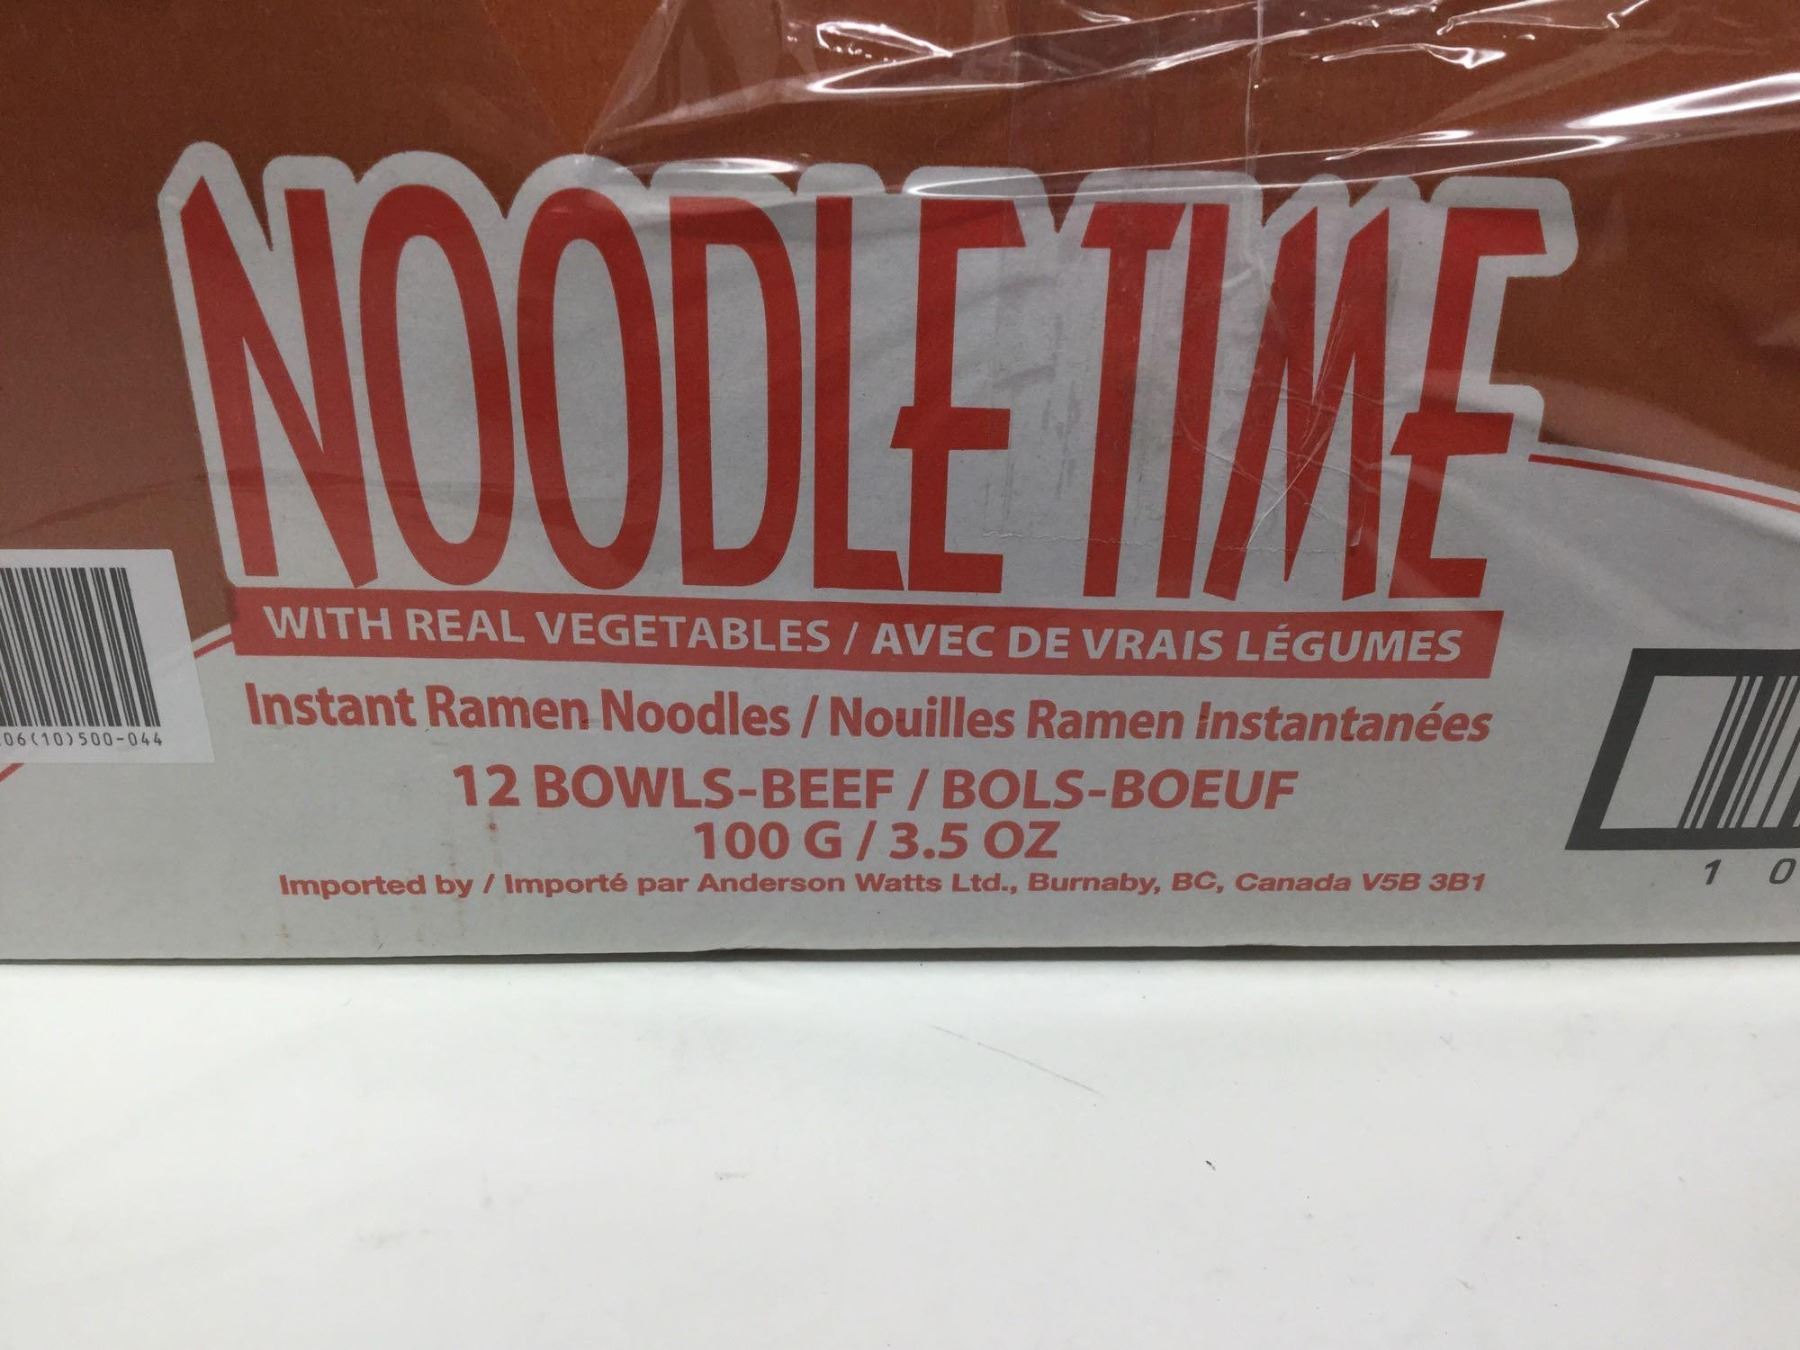 NOODLE TIME
WITH REAL VEGETABLES / AVEC DE VRAIS LÉGUMES
Instant Ramen Noodles / Nouilles Ramen Instantanées
12 BOWLS-BEEF / BOLS-BOEUF
100 G / 3.5 OZ
Imported by / Importé par Anderson Watts Ltd., Burnaby, BC, Canada V5B 3B1
06(10)500-044
1 0